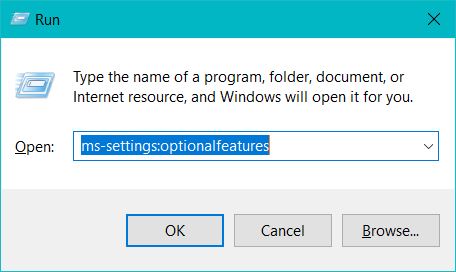 Run
Type the name of a program, folder, document, or
Internet resource, and Windows will open it for you.
Open: ms-settings:optionalfeatures
OK Cancel Browse...